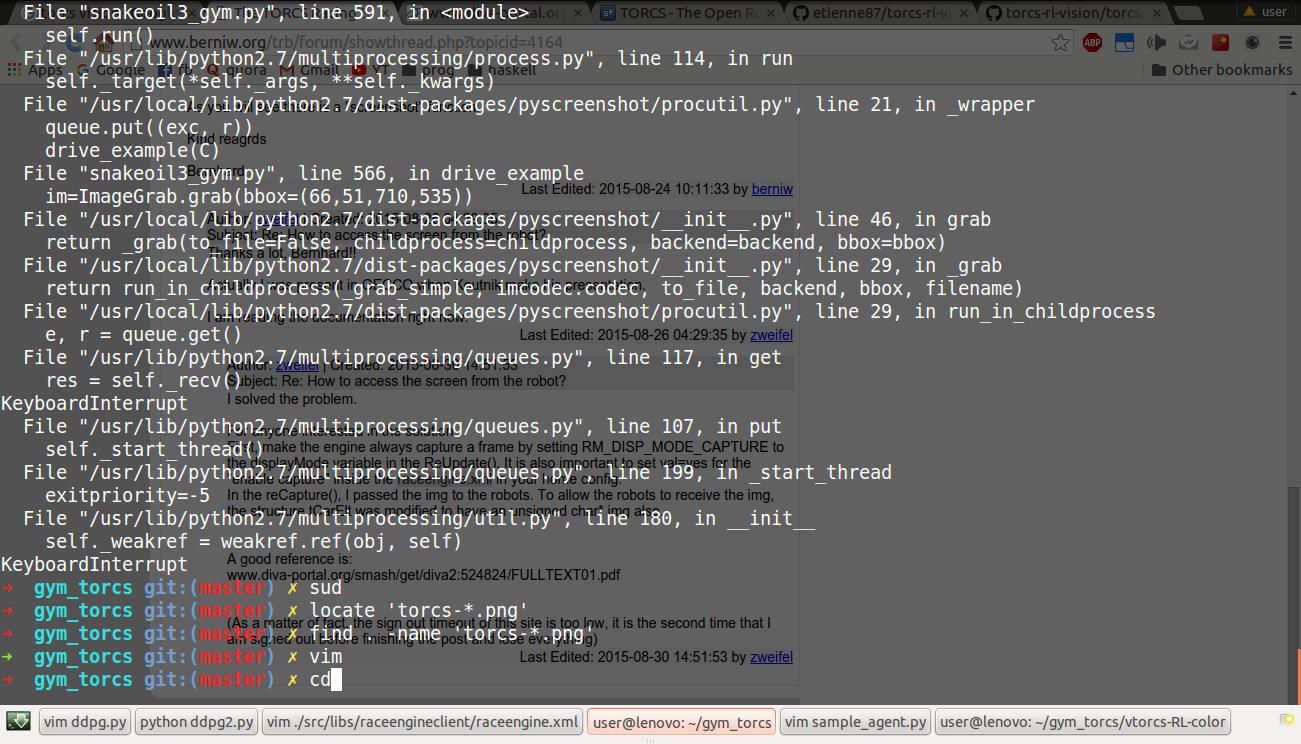 File "snakeoil3_gym.py", line 591, in <module>
self.run()
File "/usr/lib/python2.7/multiprocessing/process.py", line 114, in run
self._target(*self._args, **self._kwargs)
File "/usr/local/lib/python2.7/dist-packages/pyscreenshot/procutil.py", line 21, in _wrapper
queue.put((exc, r))
drive_example(C)
File "snakeoil3_gym.py", line 566, in drive_example
im=ImageGrab.grab(bbox=(66,51,710,535))
File "/usr/local/lib/python2.7/dist-packages/pyscreenshot/__init__.py", line 46, in grab
return _grab(to_file=False, childprocess=childprocess, backend=backend, bbox=bbox)
File "/usr/local/lib/python2.7/dist-packages/pyscreenshot/__init__.py", line 29, in _grab
return run_in_childprocess(_grab_simple, imcodec.codec, to_file, backend, bbox, filename)
File "/usr/local/lib/python2.7/dist-packages/pyscreenshot/procutil.py", line 29, in run_in_childprocess
e, r = queue.get()
File "/usr/lib/python2.7/multiprocessing/queues.py", line 117, in get
res = self._recv()
KeyboardInterrupt
File "/usr/lib/python2.7/multiprocessing/queues.py", line 107, in put
self._start_thread()
File "/usr/lib/python2.7/multiprocessing/queues.py", line 199, in _start_thread
exitpriority=-5
File "/usr/lib/python2.7/multiprocessing/util.py", line 180, in __init__
self._weakref = weakref.ref(obj, self)
KeyboardInterrupt
➜ gym_torcs git:(master) ✗ sud
➜ gym_torcs git:(master) ✗ locate 'torcs-*.png'
➜ gym_torcs git:(master) ✗ find . -name 'torcs-*.png'
➜ gym_torcs git:(master) ✗ vim
➜ gym_torcs git:(master) ✗ cd
TORCS - The Open Ra
etienne87/torcs-rl-vi
torcs-rl-vision/torcs
user
www.berniw.org/trb/forum/showthread.php?topicid=4164
ABP
Apps Google fb quora Gmail YT prog haskell
Other bookmarks
Kind reagrds
Bernhard
Last Edited: 2015-08-24 10:11:33 by berniw
Subject: Re: How to access the screen from the robot?
Thanks a lot, Bernhard!!
I am reading the documentation right now.
Last Edited: 2015-08-26 04:29:35 by zweifel
Author: zweifel | Created: 2015-08-30 14:51:53
Subject: Re: How to access the screen from the robot?
I solved the problem.
For anyone interested in the solution:
First, make the engine always capture a frame by setting RM_DISP_MODE_CAPTURE to
the displayMode variable in the ReUpdate(). It is also important to set val=yes for the
"enable capture" inside the raceengine.xml in your home config.
In the reCapture(), I passed the img to the robots. To allow the robots to receive the img,
the structure tCarElt was modified to have an unsigned char* img also.
A good reference is:
www.diva-portal.org/smash/get/diva2:524824/FULLTEXT01.pdf
(As a matter of fact, the sign out timeout of this site is too low, it is the second time that I
am signed out before finishing the post and lose everything)
Last Edited: 2015-08-30 14:51:53 by zweifel
vim ddpg.py
python ddpg2.py
vim ./src/libs/raceengineclient/raceengine.xml
user@lenovo: ~/gym_torcs
vim sample_agent.py
user@lenovo: ~/gym_torcs/vtorcs-RL-color